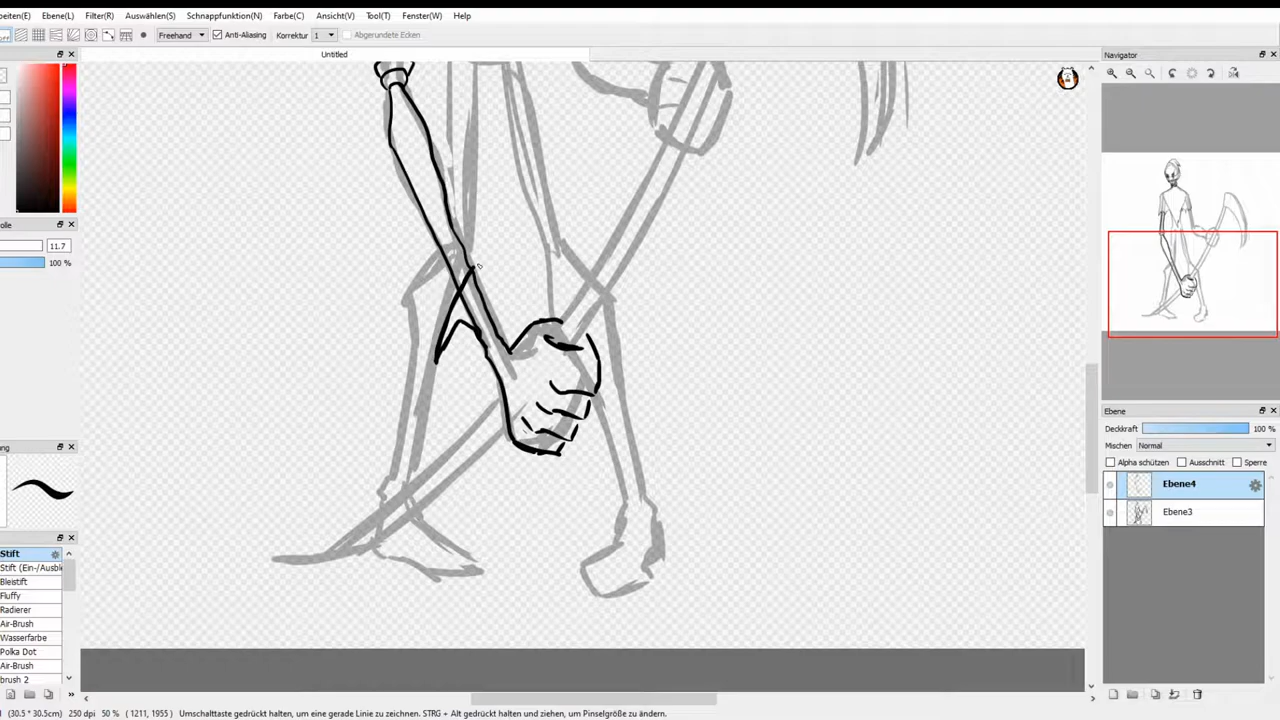 beiten(E) Ebene(L) Filter(R) Auswählen(S) Schnappfunktion(N) Farbe(C) Ansicht(V) Tool(T) Fenster(W) Help
off Freehand Anti-Aliasing Korrektur 1 Abgerundete Ecken
Untitled
Navigator
olle
11.7
100 %
Ebene
Deckkraft 100 %
Mischen Normal
Alpha schützen Ausschnitt Sperre
Ebene4
Ebene3
ung
Stift
Stift (Ein-/Ausbl
Bleistift
Fluffy
Radierer
Air-Brush
Wasserfarbe
Polka Dot
Air-Brush
brush 2
(30.5 * 30.5cm) 250 dpi 50 % ( 1211, 1955 ) Umschalttaste gedrückt halten, um eine gerade Linie zu zeichnen. STRG + Alt gedrückt halten und ziehen, um Pinselgröße zu ändern.